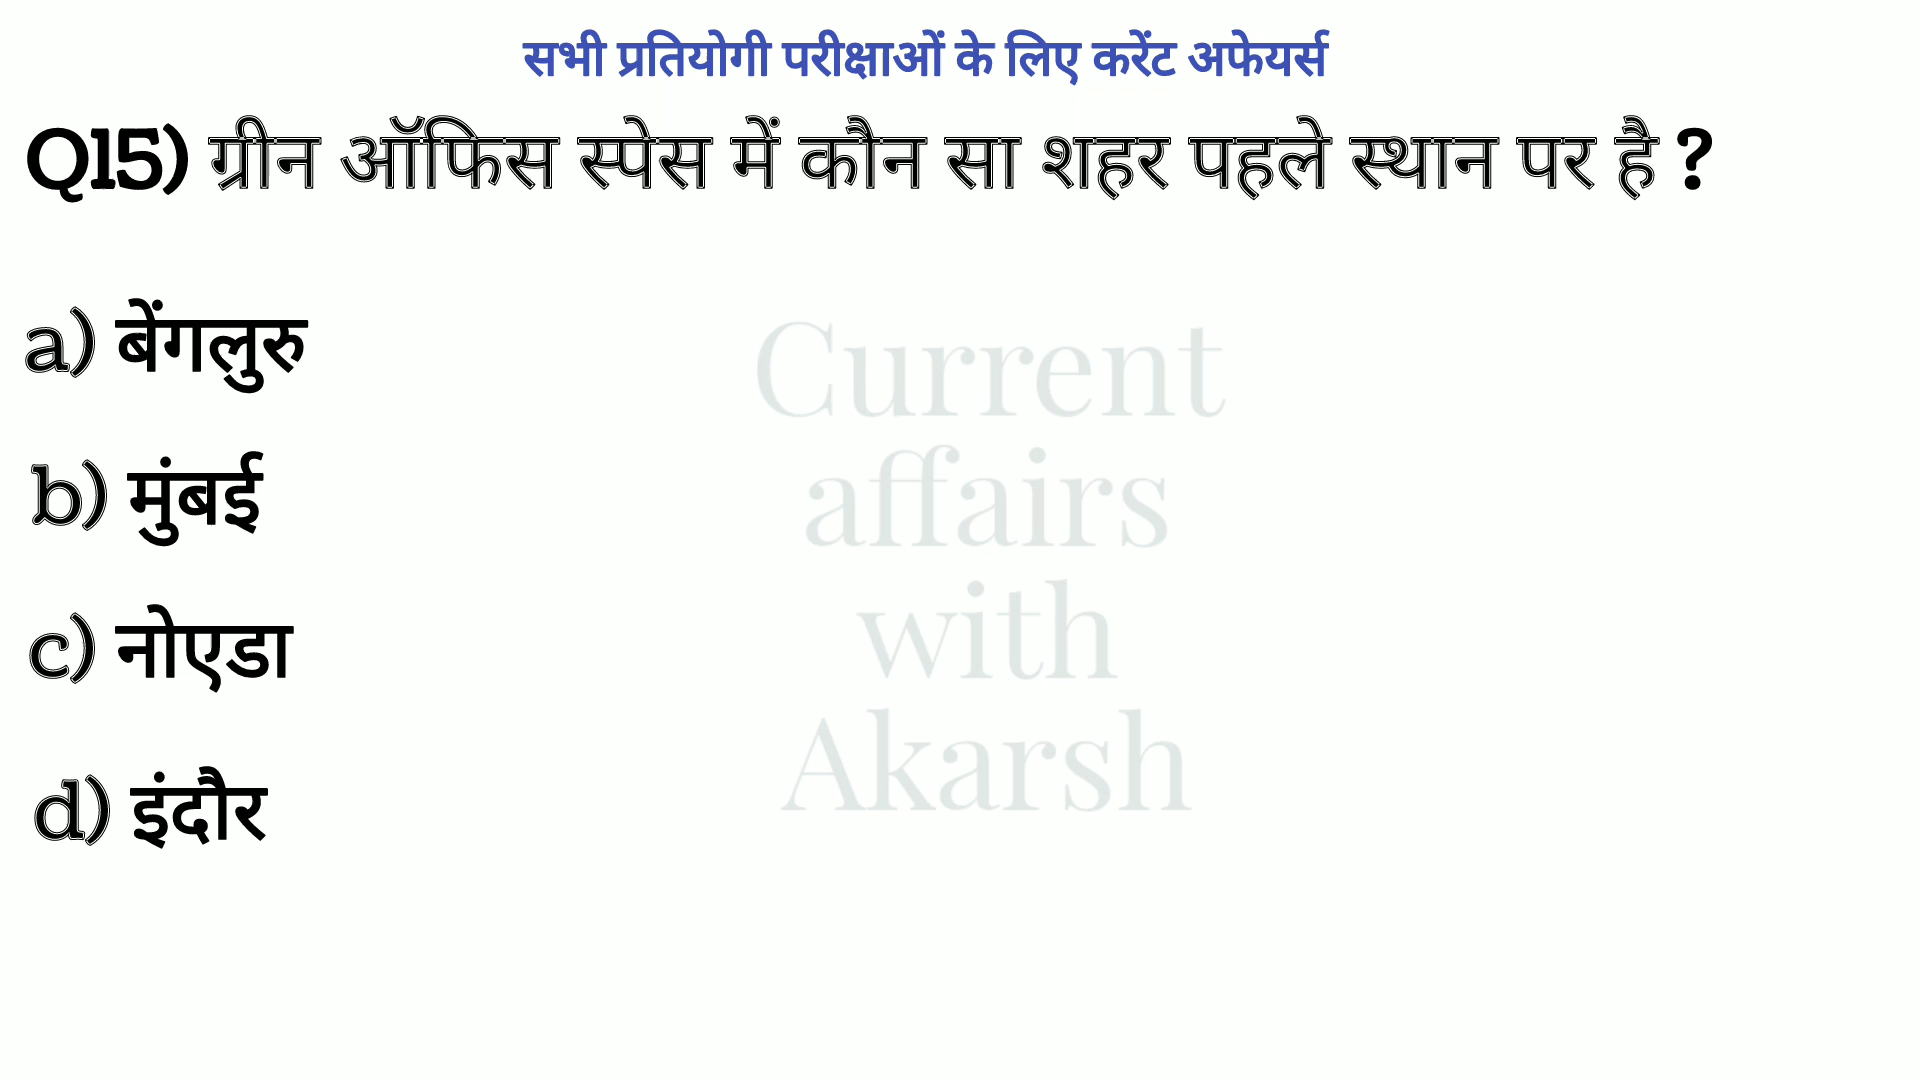 सभी प्रतियोगी परीक्षाओं के लिए करेंट अफेयर्स
Q15) ग्रीन ऑफिस स्पेस में कौन सा शहर पहले स्थान पर है ?
a) बेंगलुरु
b) मुंबई
c) नोएडा
d) इंदौर
Current
affairs
with
Akarsh